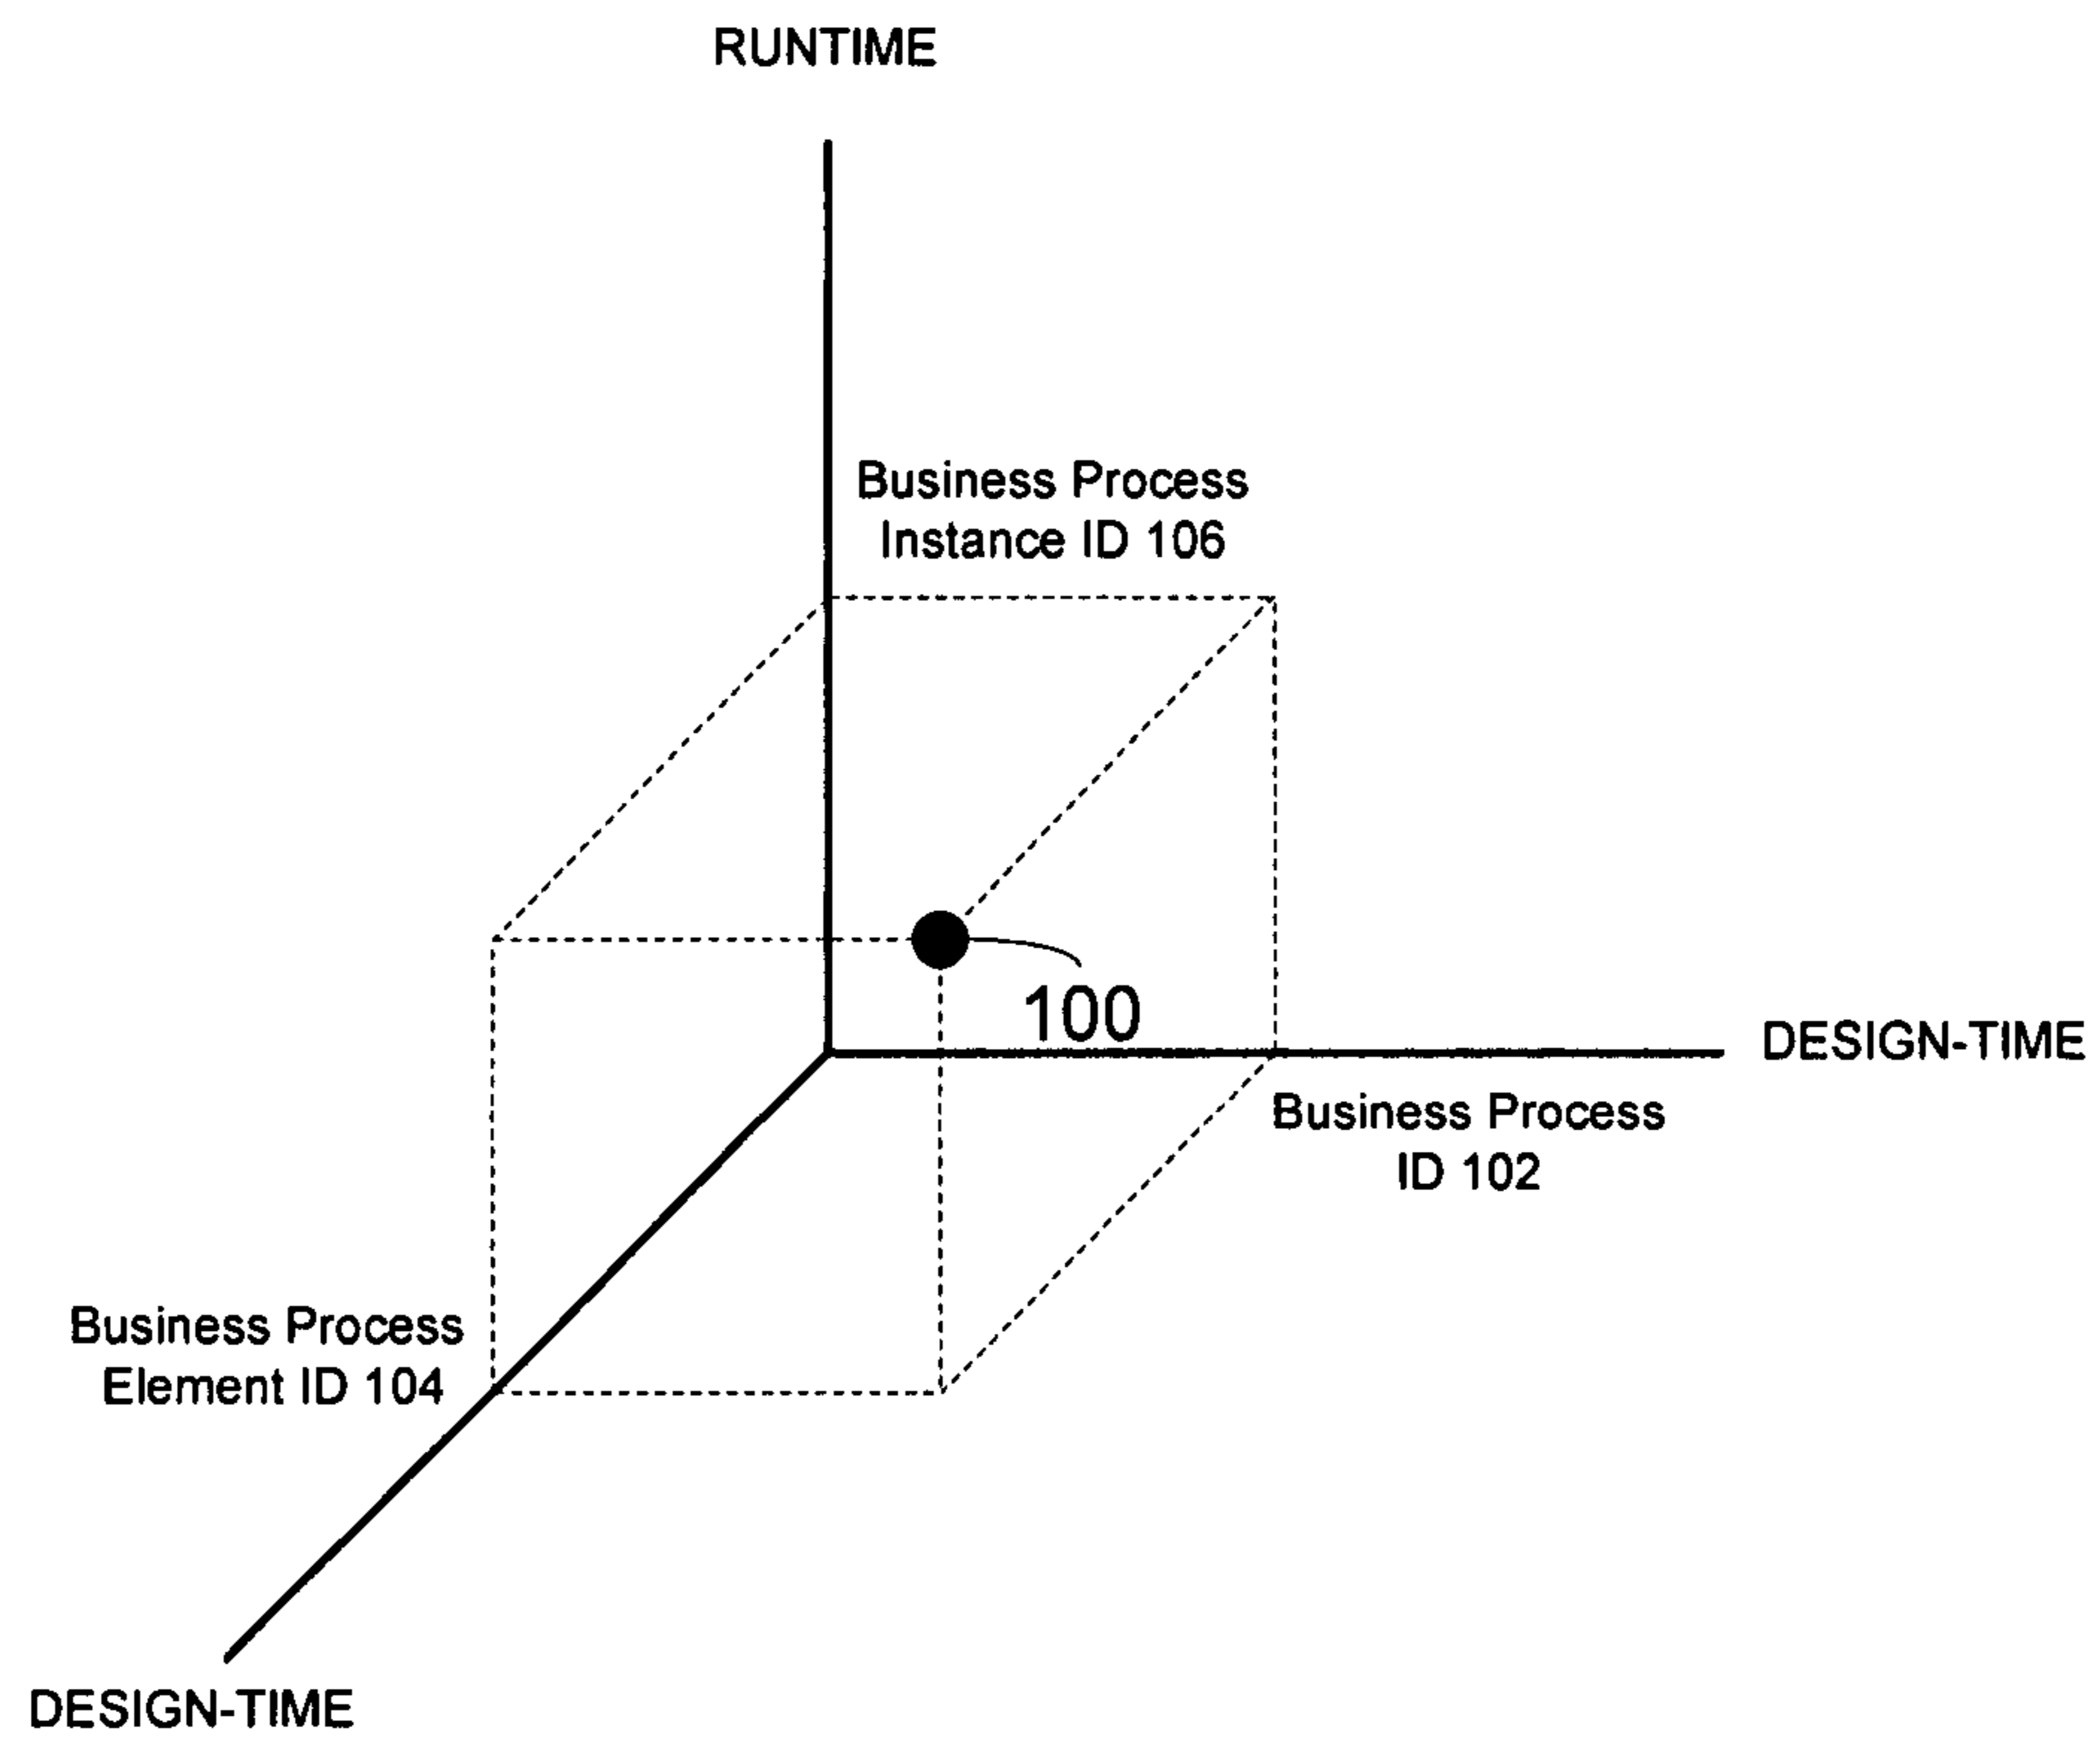 RUNTIME
Business Process
Instance ID 106
100
DESIGN-TIME
Business Process
ID 102
Business Process
Element ID 104
DESIGN-TIME